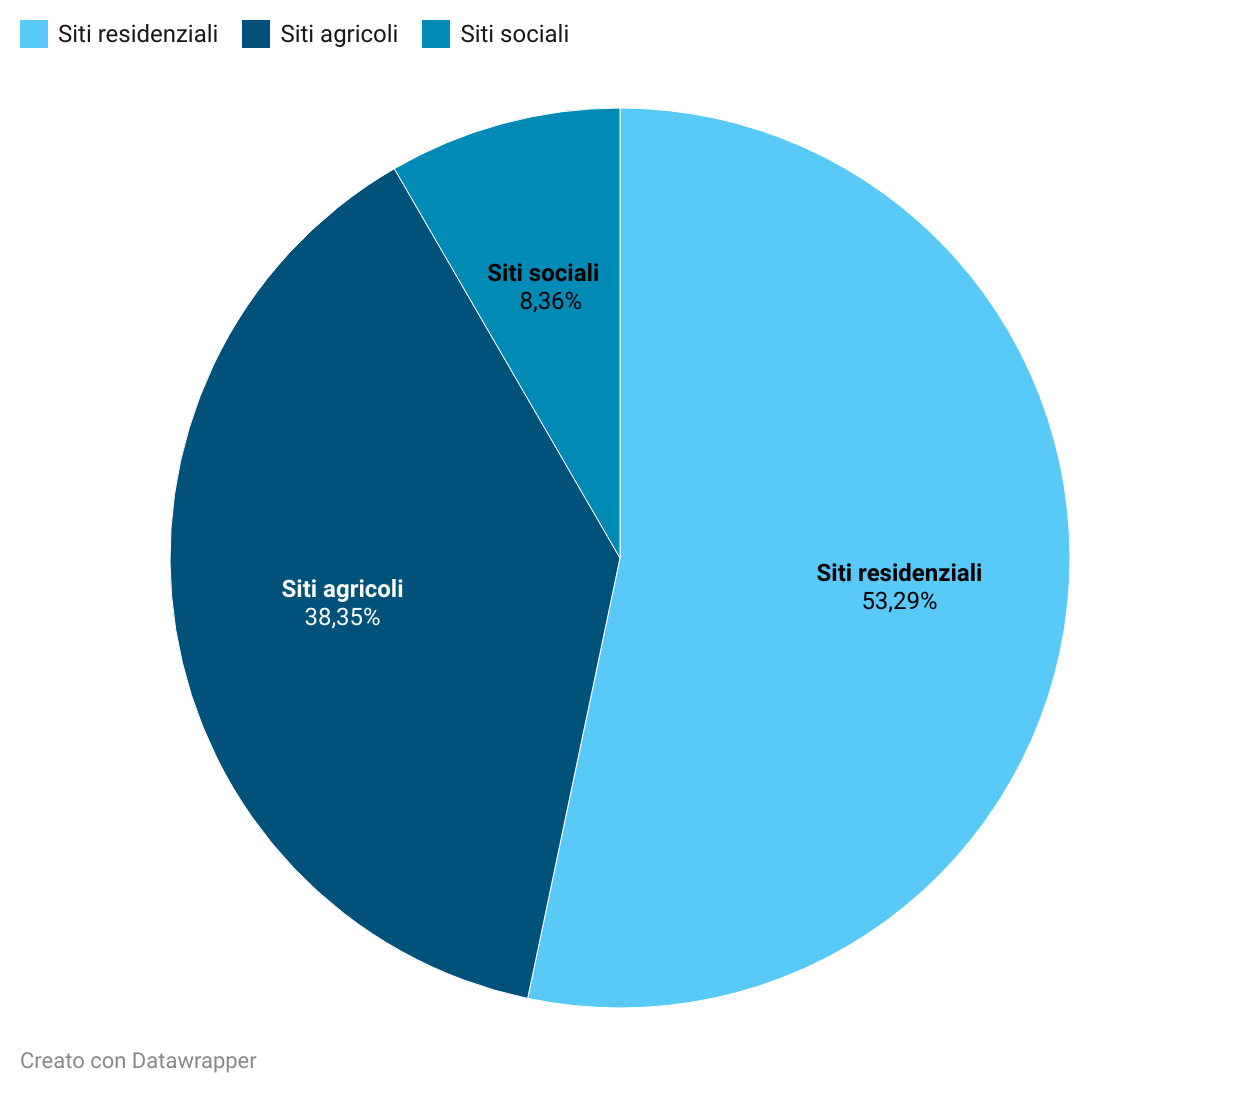 Siti residenziali Siti agricoli Siti sociali
Siti sociali
8,36%
Siti residenziali
53,29%
Siti agricoli
38,35%
Creato con Datawrapper